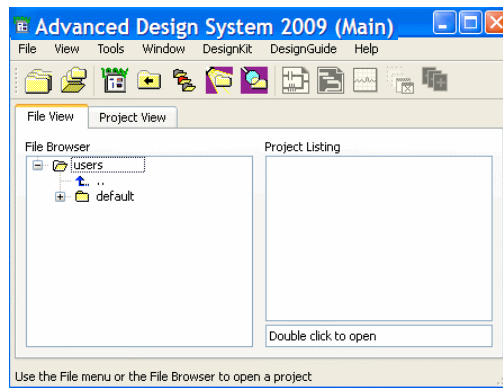 Advanced Design System 2009 (Main)
File View Tools Window DesignKit DesignGuide Help
File View Project View
File Browser Project Listing
users
..
default
Double click to open
Use the File menu or the File Browser to open a project